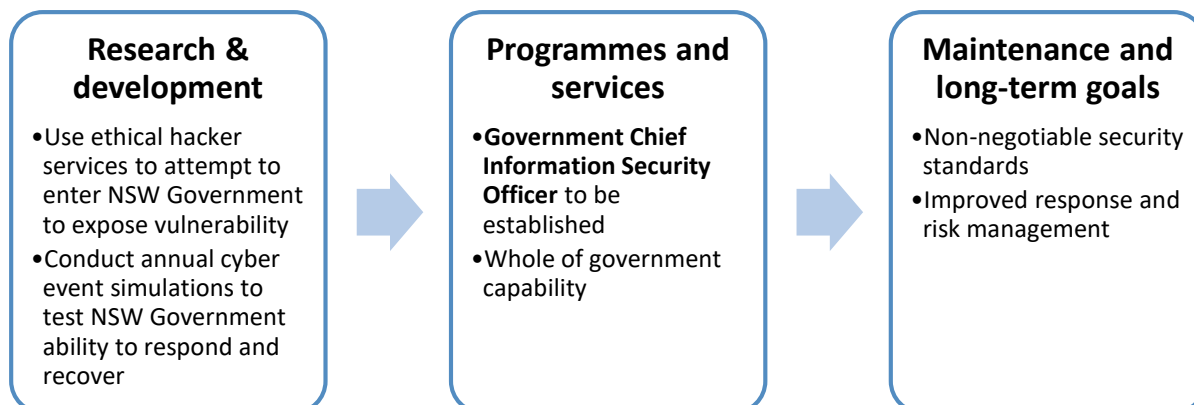 Research &
development
•Use ethical hacker
services to attempt to
enter NSW Government
to expose vulnerability
•Conduct annual cyber
event simulations to
test NSW Government
ability to respond and
recover
Programmes and
services
•Government Chief
Information Security
Officer to be
established
•Whole of government
capability
Maintenance and
long-term goals
•Non-negotiable security
standards
•Improved response and
risk management